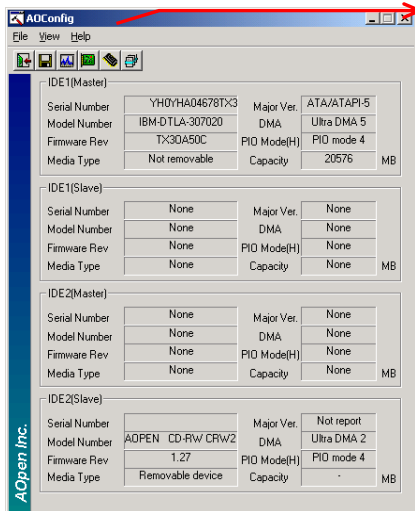 AOConfig
File View Help
IDE1(Master)
Serial Number YH0YHA04678TX3 Major Ver. ATA/ATAPI-5
Model Number IBM-DTLA-307020 DMA Ultra DMA 5
Firmware Rev TX3OA50C PIO Mode(H) PIO mode 4
Media Type Not removable Capacity 20576 MB
IDE1(Slave)
Serial Number None Major Ver. None
Model Number None DMA None
Firmware Rev None PIO Mode(H) None
Media Type None Capacity None MB
IDE2(Master)
Serial Number None Major Ver. None
Model Number None DMA None
Firmware Rev None PIO Mode(H) None
Media Type None Capacity None MB
IDE2(Slave)
Serial Number Major Ver. Not report
Model Number AOPEN CD-RW CRW2 DMA Ultra DMA 2
Firmware Rev 1.27 PIO Mode(H) PIO mode 4
Media Type Removable device Capacity - MB
AOpen Inc.